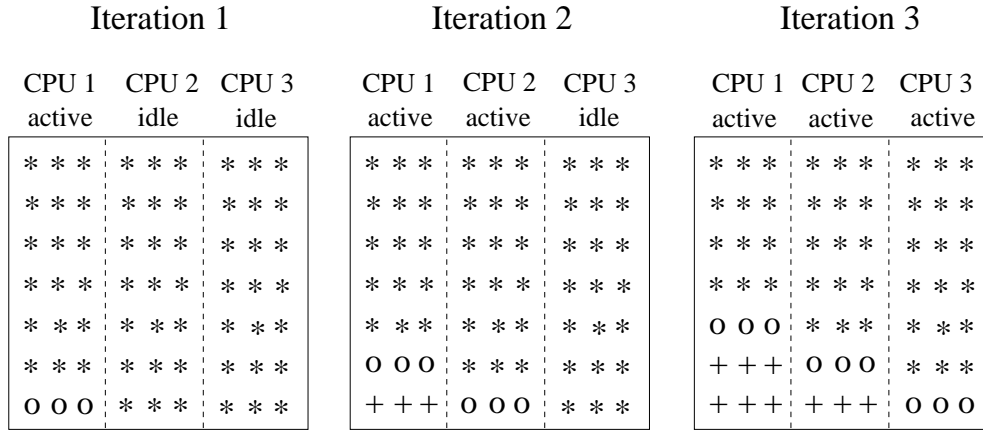 Iteration 1 Iteration 2 Iteration 3
CPU 1 CPU 2 CPU 3 CPU 1 CPU 2 CPU 3 CPU 1 CPU 2 CPU 3
active idle idle active active idle active active active
* * * * * * * * * * * * * * * * * * * * * * * * * * *
* * * * * * * * * * * * * * * * * * * * * * * * * * *
* * * * * * * * * * * * * * * * * * * * * * * * * * *
* * * * * * * * * * * * * * * * * * * * * * * * * * *
* * * * * * * * * * * * * * * * * * o o o * * * * * *
* * * * * * * * * o o o * * * * * * + + + o o o * * *
o o o * * * * * * + + + o o o * * * + + + + + + o o o